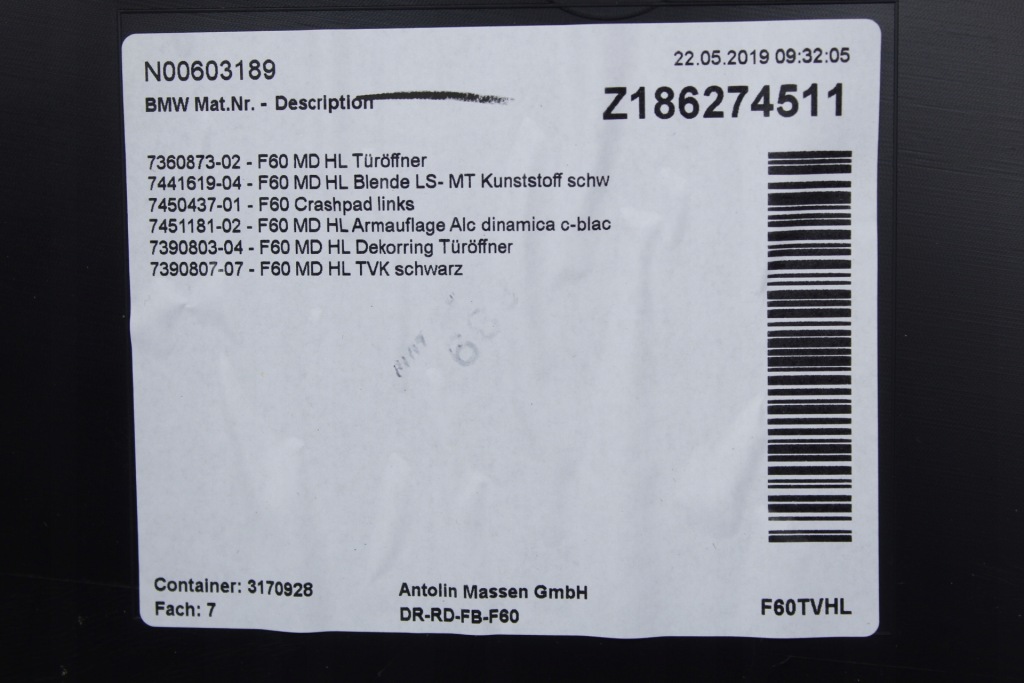 N00603189
22.05.2019 09:32:05
BMW Mat.Nr. - Description
Z186274511
7360873-02 - F60 MD HL Türöffner
7441619-04 - F60 MD HL Blende LS- MT Kunststoff schw
7450437-01 - F60 Crashpad links
7451181-02 - F60 MD HL Armauflage Alc dinamica c-blac
7390803-04 - F60 MD HL Dekorring Türöffner
7390807-07 - F60 MD HL TVK schwarz
Container: 3170928
Fach: 7
Antolin Massen GmbH
DR-RD-FB-F60
F60TVHL